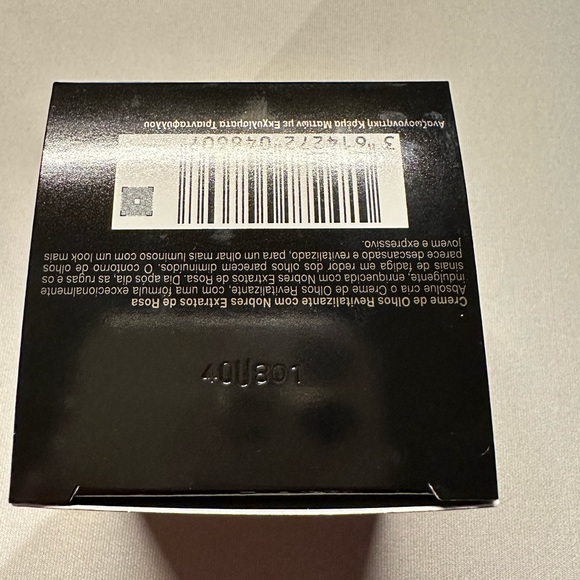 Creme de Olhos Revitalizante com Nobres Extratos de Rosa
Absolue cria o Creme de Olho Revitalizante, com uma fórmula excecionalmente
indulgente, enriquecida com Nobres Extratos de Rosa. Dia após dia, as rugas e os
sinais de fadiga em redor dos olhos parecem diminuídos. O contorno de olhos
parece descansado e revitalizado, para um olhar mais luminoso com um look mais
jovem e expressivo.
3 614272 048607
Αναζωογονητική Κρέμα Ματιών με Εκχυλίσματα Τριαντάφυλλου